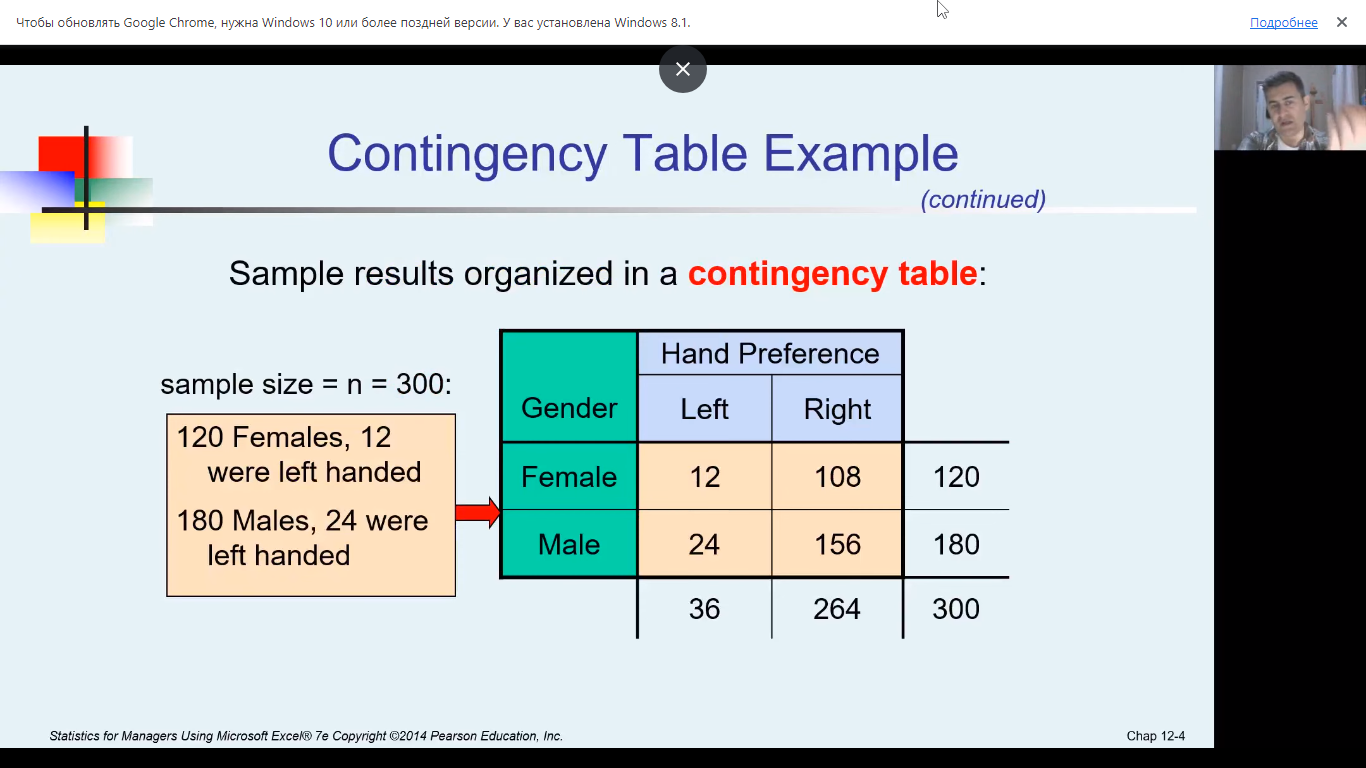 Чтобы обновлять Google Chrome, нужна Windows 10 или более поздней версии. У вас установлена Windows 8.1.
Подробнее
Contingency Table Example
(continued)
Sample results organized in a contingency table:
sample size = n = 300:
120 Females, 12
were left handed
180 Males, 24 were
left handed
Hand Preference
Gender Left Right
Female 12 108 120
Male 24 156 180
36 264 300
Statistics for Managers Using Microsoft Excel® 7e Copyright ©2014 Pearson Education, Inc.
Chap 12-4